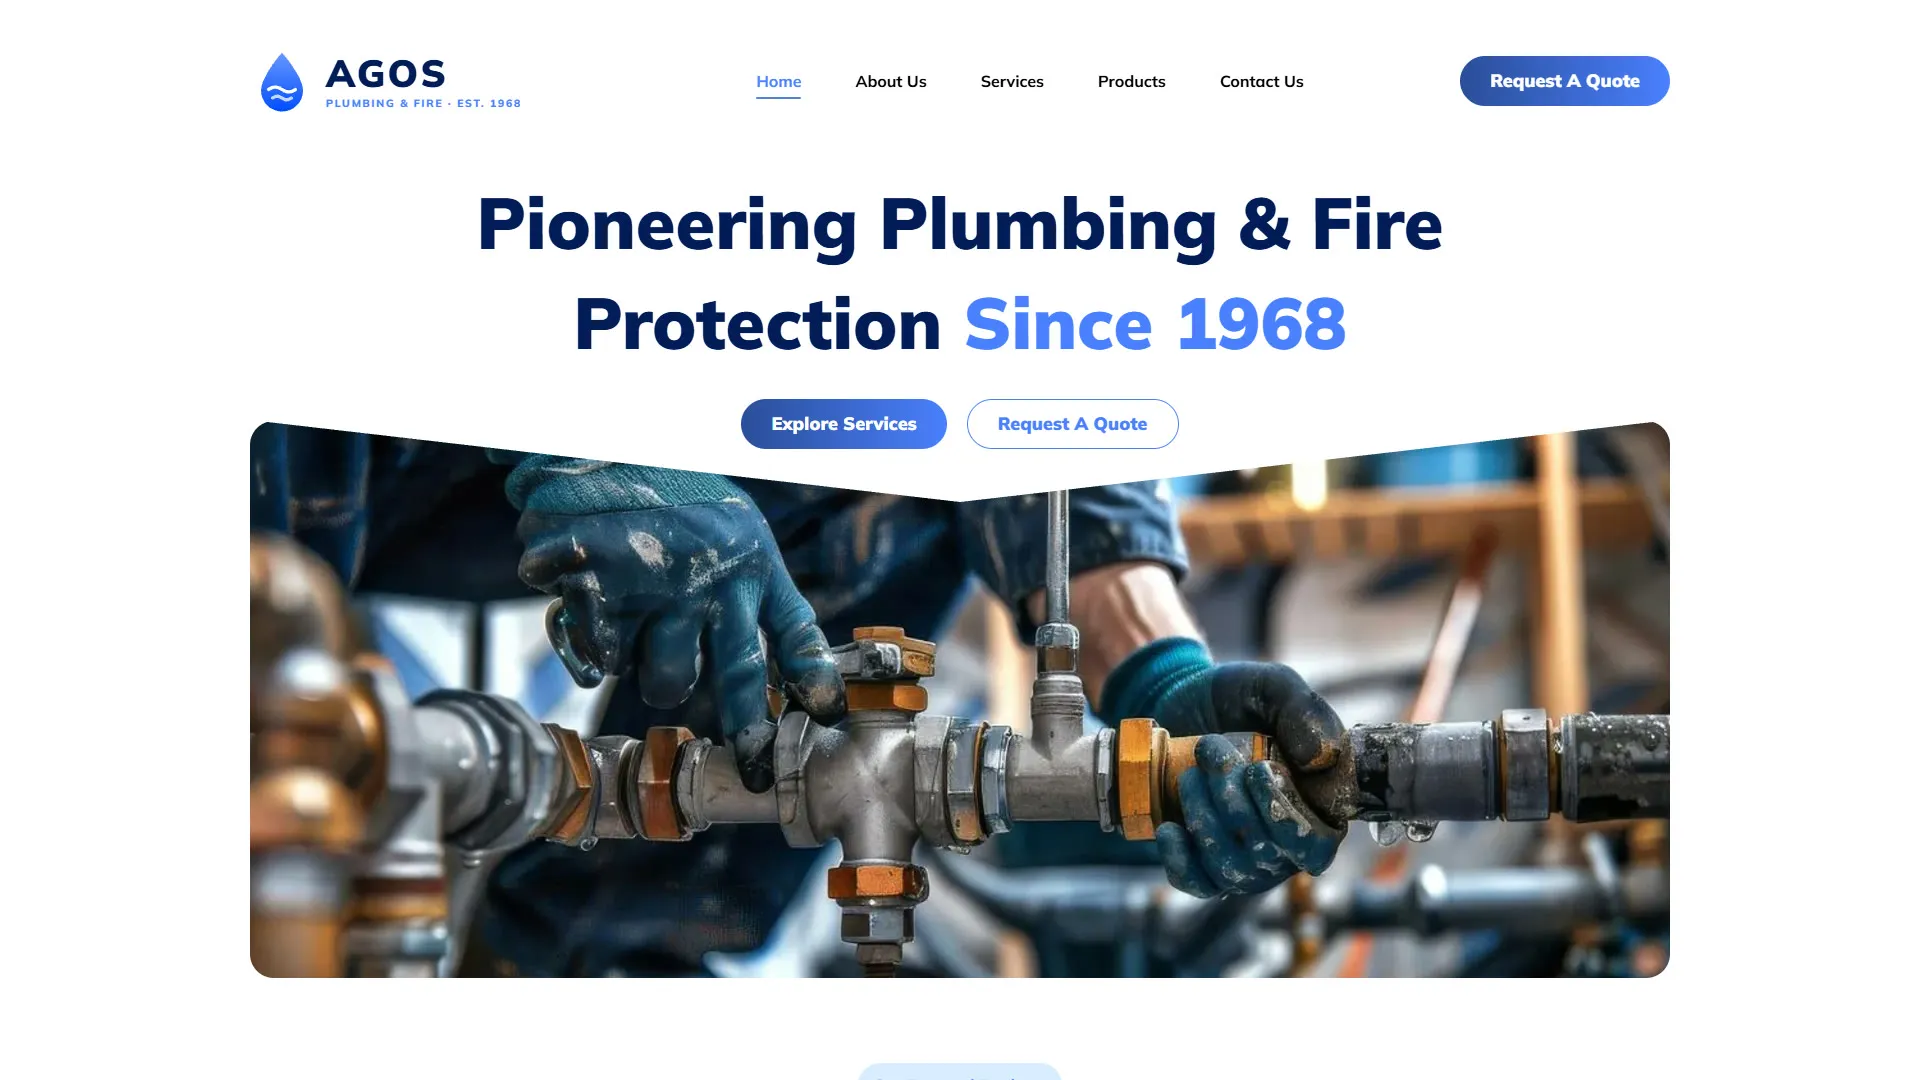 AGOS
PLUMBING & FIRE - EST. 1968
Home
About Us
Services
Products
Contact Us
Request A Quote
Pioneering Plumbing & Fire
Protection Since 1968
Explore Services
Request A Quote